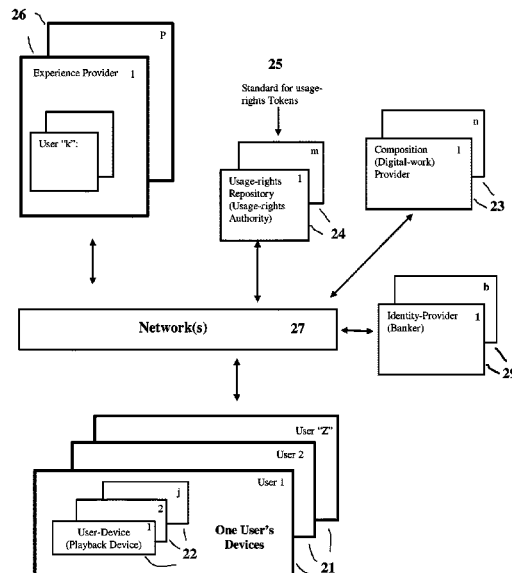 26
P
Experience Provider 1
User "k":
25
Standard for usage-
rights Tokens
m
1
Usage-rights
Repository
(Usage-rights
Authority)
24
n
Composition 1
(Digital-work)
Provider
23
Network(s) 27
b
Identity-Provider 1
(Banker)
29
User "Z"
User 2
User 1
j
2
1
User-Device
(Playback Device)
22
One User's
Devices
21